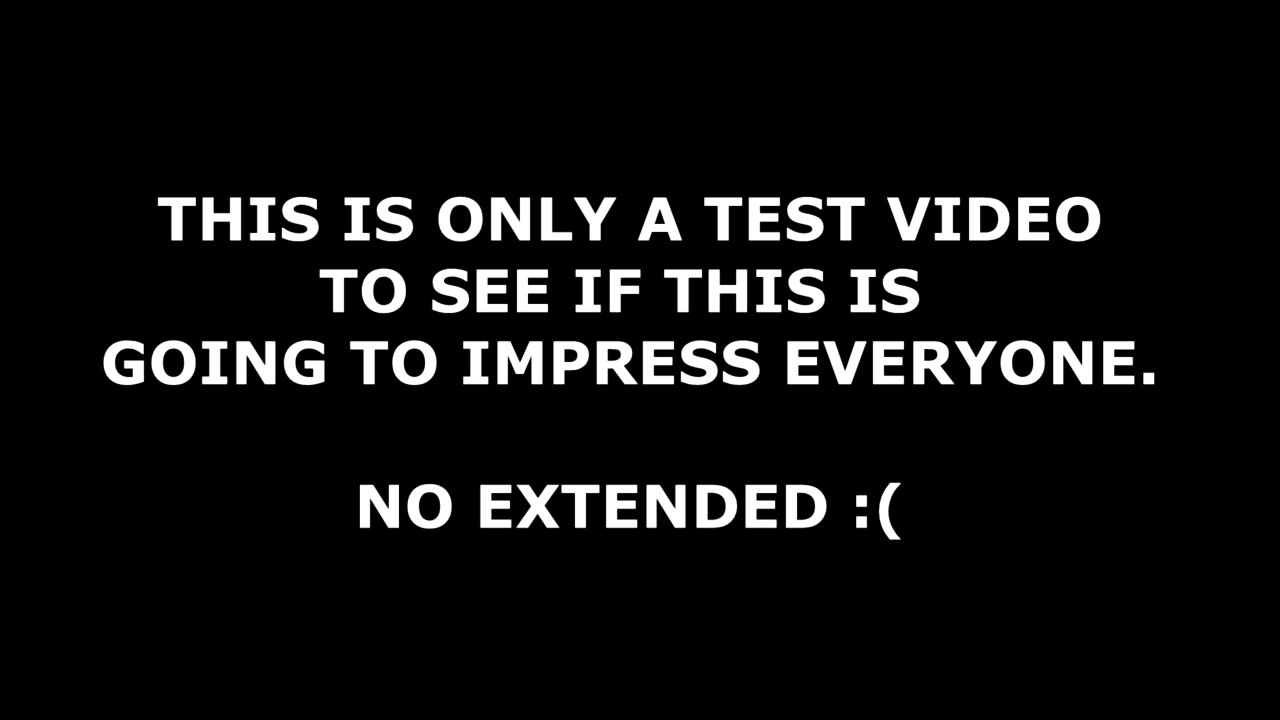 THIS IS ONLY A TEST VIDEO
TO SEE IF THIS IS
GOING TO IMPRESS EVERYONE.
NO EXTENDED :(